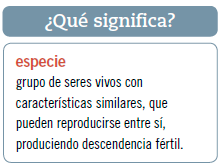 ¿Qué significa?
especie
grupo de seres vivos con
características similares, que
pueden reproducirse entre sí,
produciendo descendencia fértil.